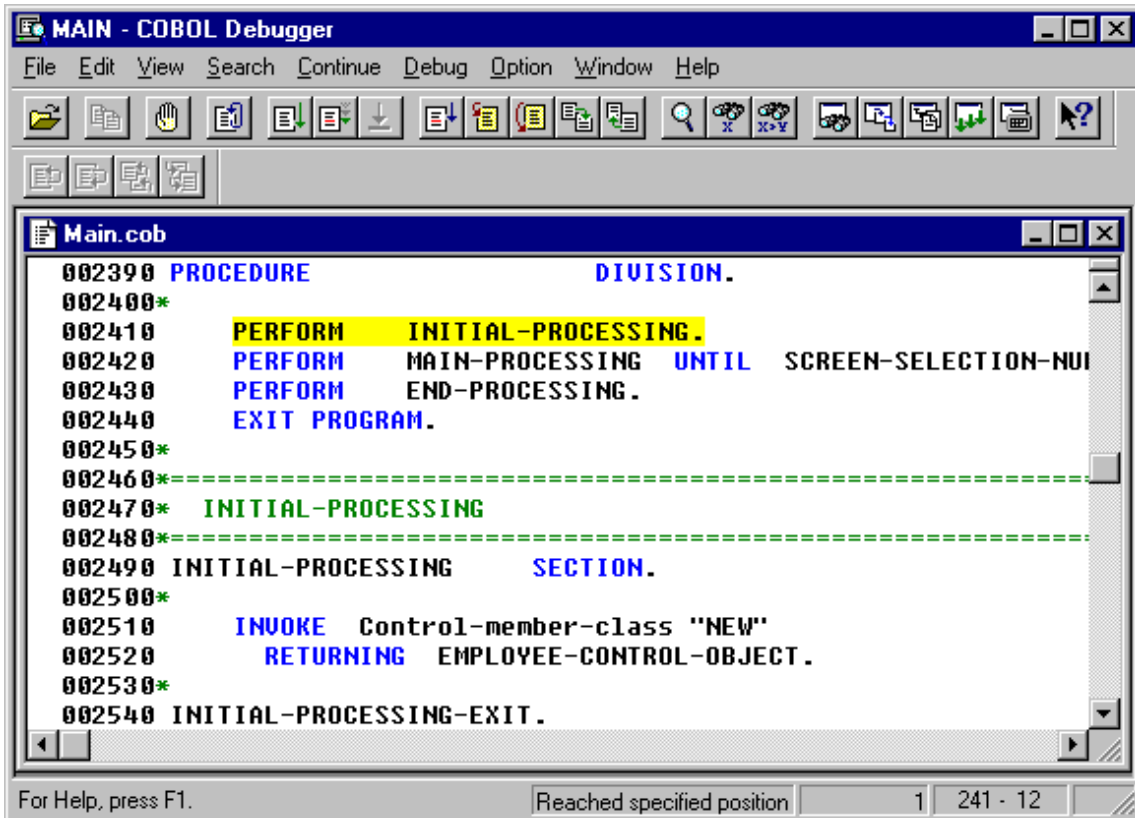 MAIN - COBOL Debugger
File Edit View Search Continue Debug Option Window Help
X X>Y
Main.cob
002390 PROCEDURE DIVISION.
002400*
002410 PERFORM INITIAL-PROCESSING.
002420 PERFORM MAIN-PROCESSING UNTIL SCREEN-SELECTION-NU
002430 PERFORM END-PROCESSING.
002440 EXIT PROGRAM.
002450*
002460*===========================================================
002470* INITIAL-PROCESSING
002480*===========================================================
002490 INITIAL-PROCESSING SECTION.
002500*
002510 INVOKE Control-member-class "NEW"
002520 RETURNING EMPLOYEE-CONTROL-OBJECT.
002530*
002540 INITIAL-PROCESSING-EXIT.
For Help, press F1. Reached specified position 1 241 - 12